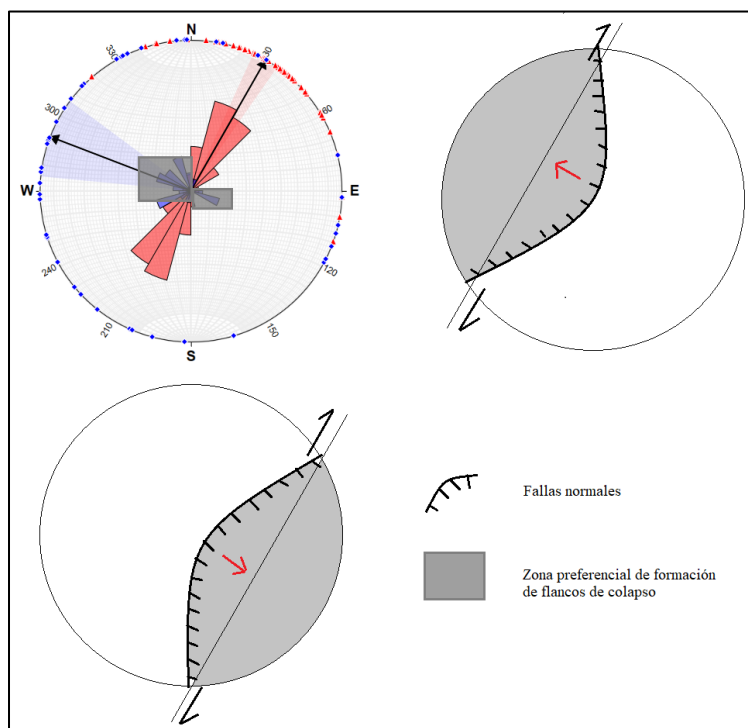 N
330
30
300
60
W
E
240
120
210
150
S
Fallas normales
Zona preferencial de formación
de flancos de colapso